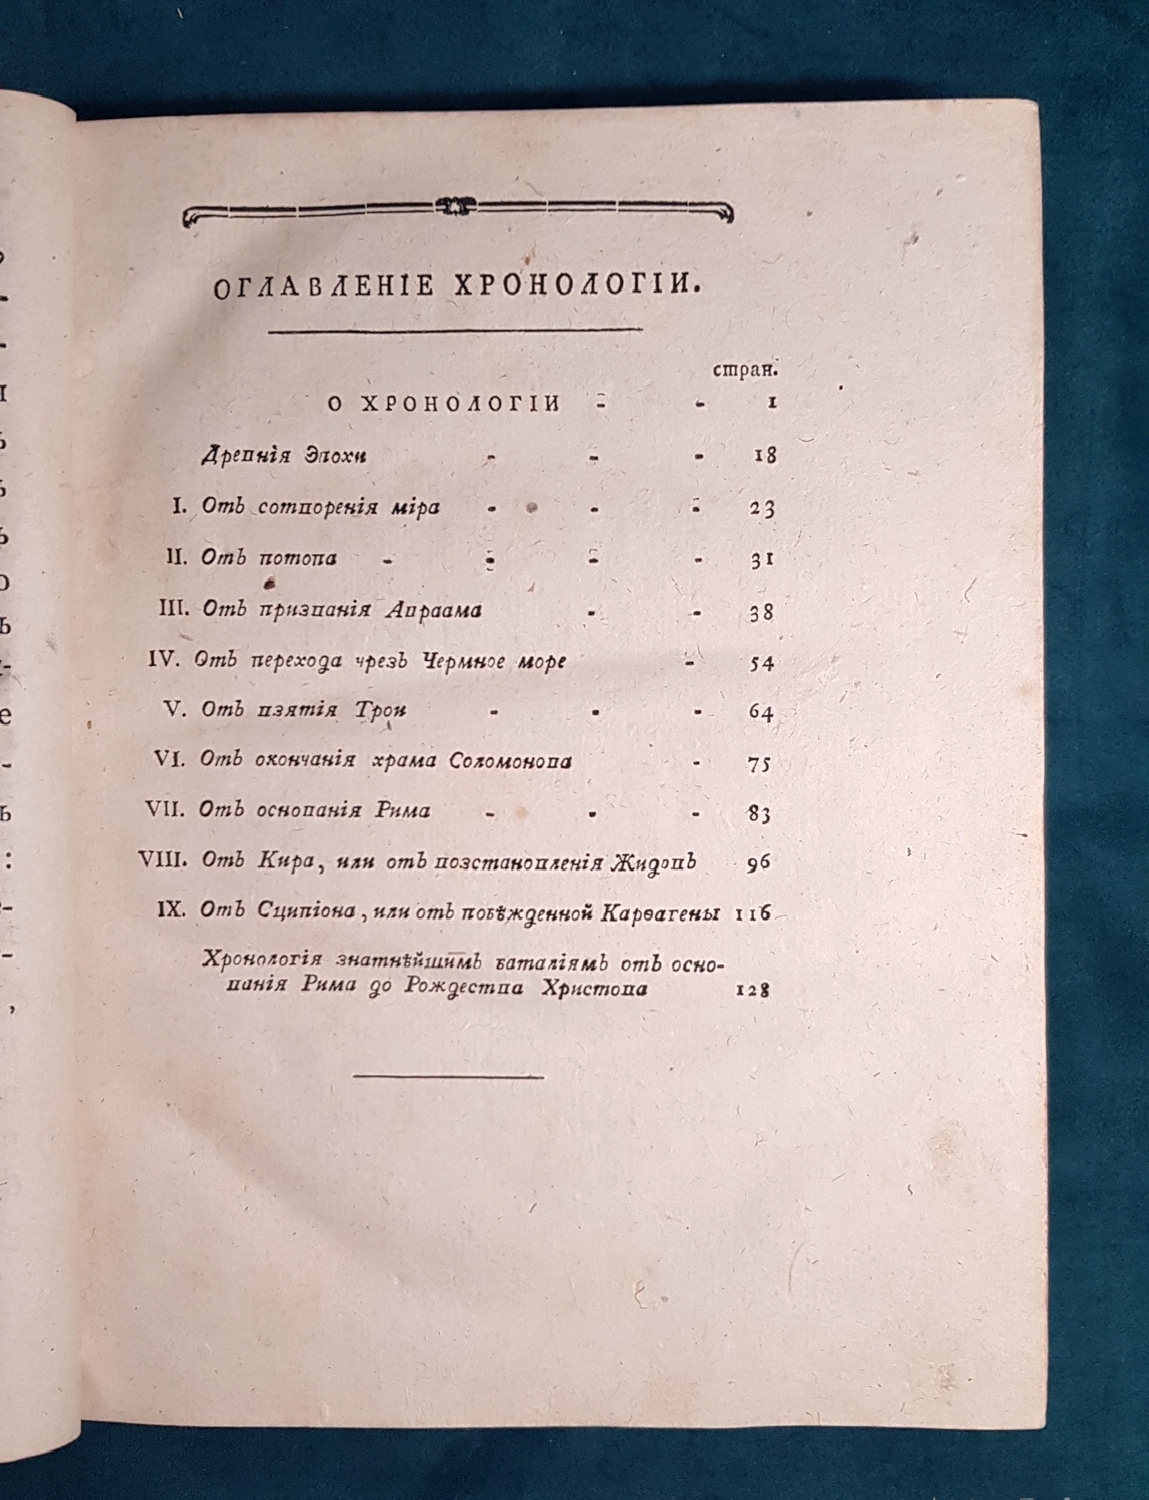 ОГЛАВЛЕНІЕ ХРОНОЛОГІИ.
стран.
О ХРОНОЛОГІИ - - 1
Древнія Эпохи - - - 18
I. Отъ сотворенія міра - - - 23
II. Отъ потопа - - - - 31
III. Отъ призванія Авраама - - 38
IV. Отъ перехода чрезъ Чермное море - 54
V. Отъ взятія Трои - - - 64
VI. Отъ окончанія храма Соломонова - 75
VII. Отъ основанія Рима - - - 83
VIII. Отъ Кира, или отъ возстановленія Жидовъ 96
IX. Отъ Сципіона, или отъ побѣжденной Карѳагены 116
Хронологія знатнѣйшимъ баталіямъ отъ осно-
ванія Рима до Рождества Христова 128